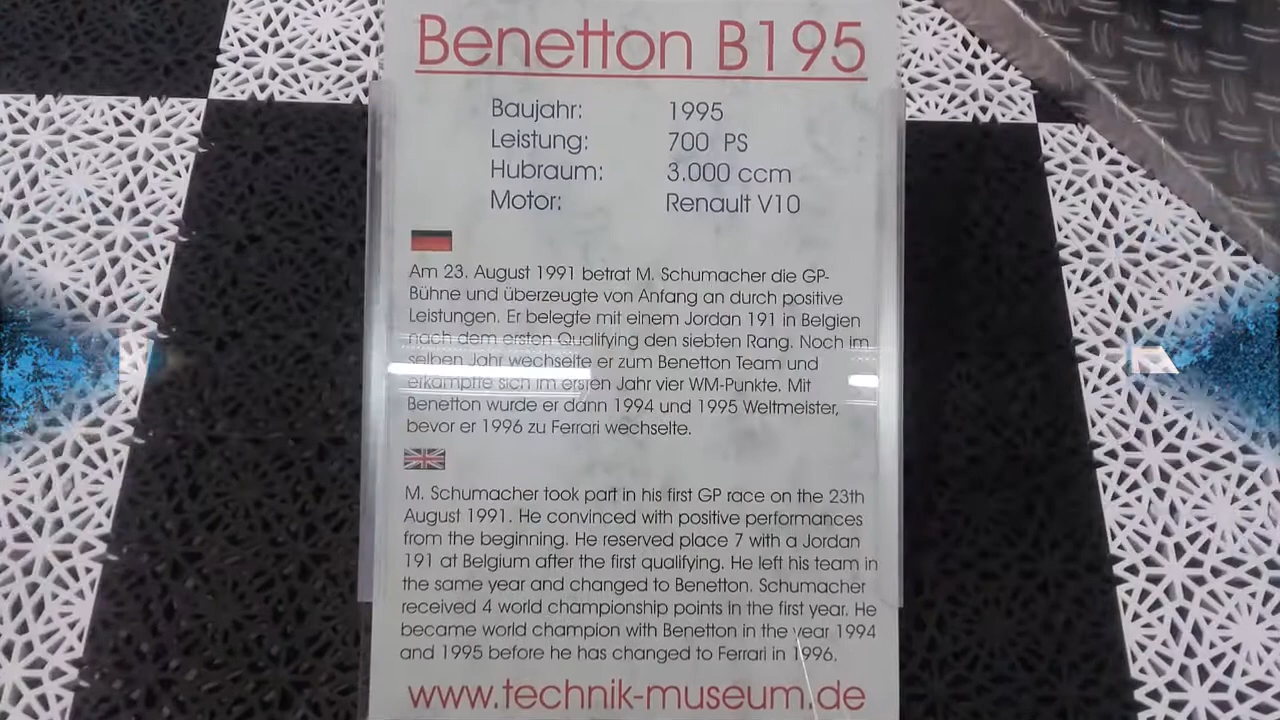 Benetton B195
Baujahr: 1995
Leistung: 700 PS
Hubraum: 3.000 ccm
Motor: Renault V10
Am 23. August 1991 betrat M. Schumacher die GP-
Bühne und überzeugte von Anfang an durch positive
Leistungen. Er belegte mit einem Jordan 191 in Belgien
nach dem ersten Qualifying den siebten Rang. Noch im
selben Jahr wechselte er zum Benetton Team und
erkämpfte sich im ersten Jahr vier WM-Punkte. Mit
Benetton wurde er dann 1994 und 1995 Weltmeister,
bevor er 1996 zu Ferrari wechselte.
M. Schumacher took part in his first GP race on the 23th
August 1991. He convinced with positive performances
from the beginning. He reserved place 7 with a Jordan
191 at Belgium after the first qualifying. He left his team in
the same year and changed to Benetton. Schumacher
received 4 world championship points in the first year. He
became world champion with Benetton in the year 1994
and 1995 before he has changed to Ferrari in 1996.
www.technik-museum.de